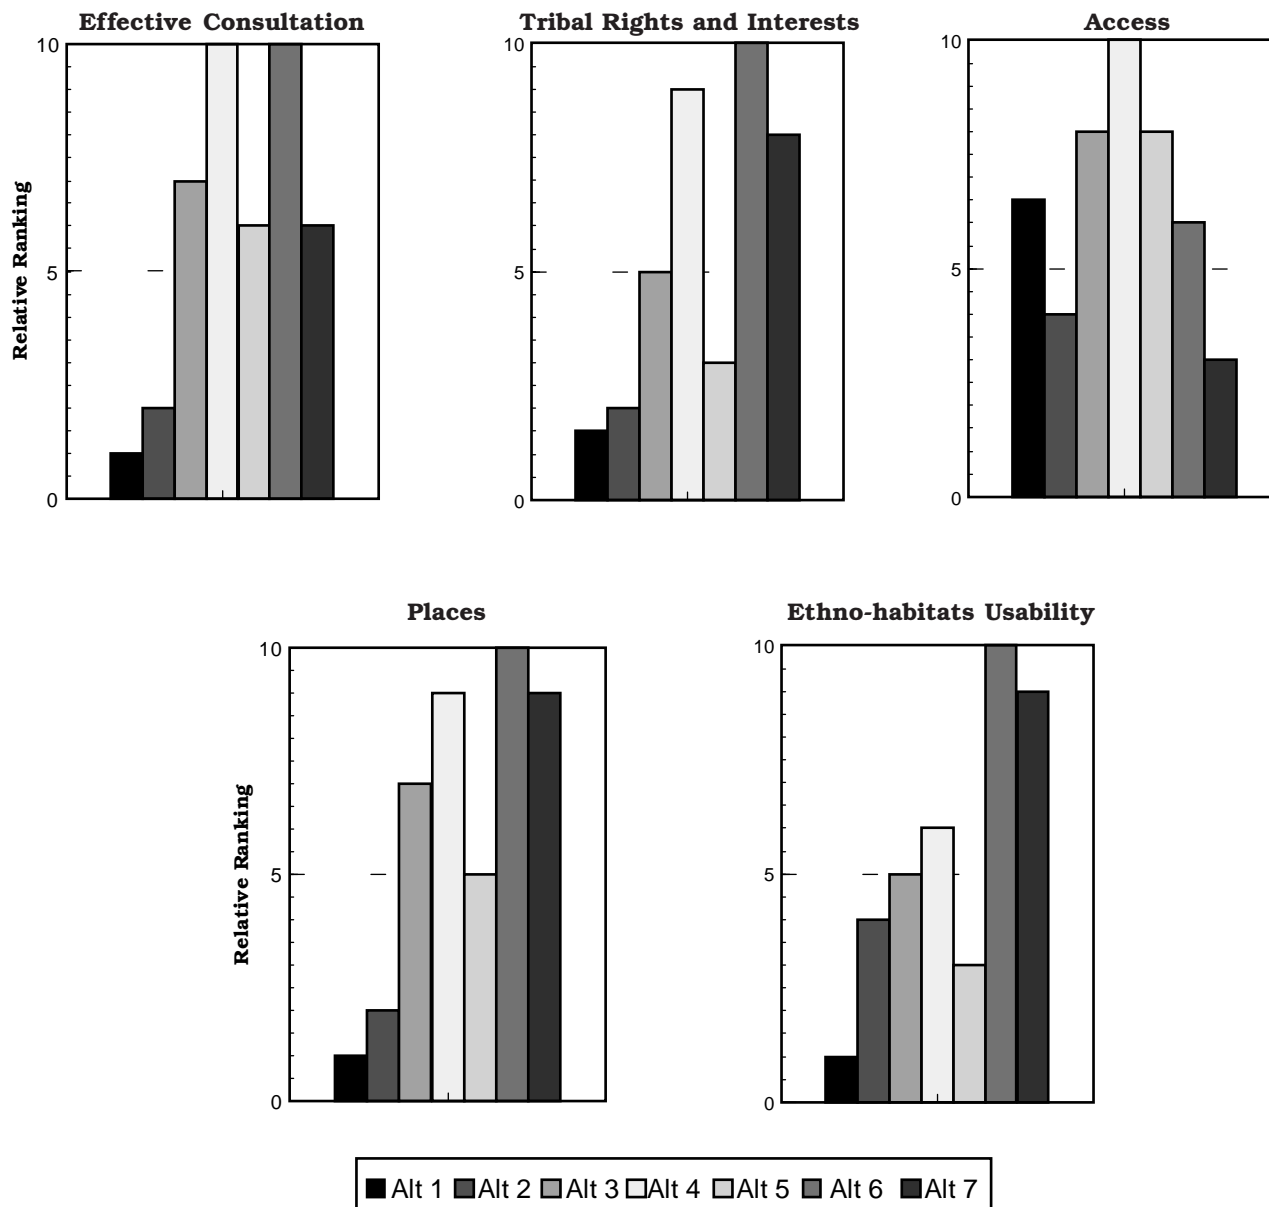 Effective Consultation
Tribal Rights and Interests
Access
Relative Ranking
10
5
0
10
5
0
10
5
0
Places
Ethno-habitats Usability
Relative Ranking
10
5
0
10
5
0
Alt 1 Alt 2 Alt 3 Alt 4 Alt 5 Alt 6 Alt 7